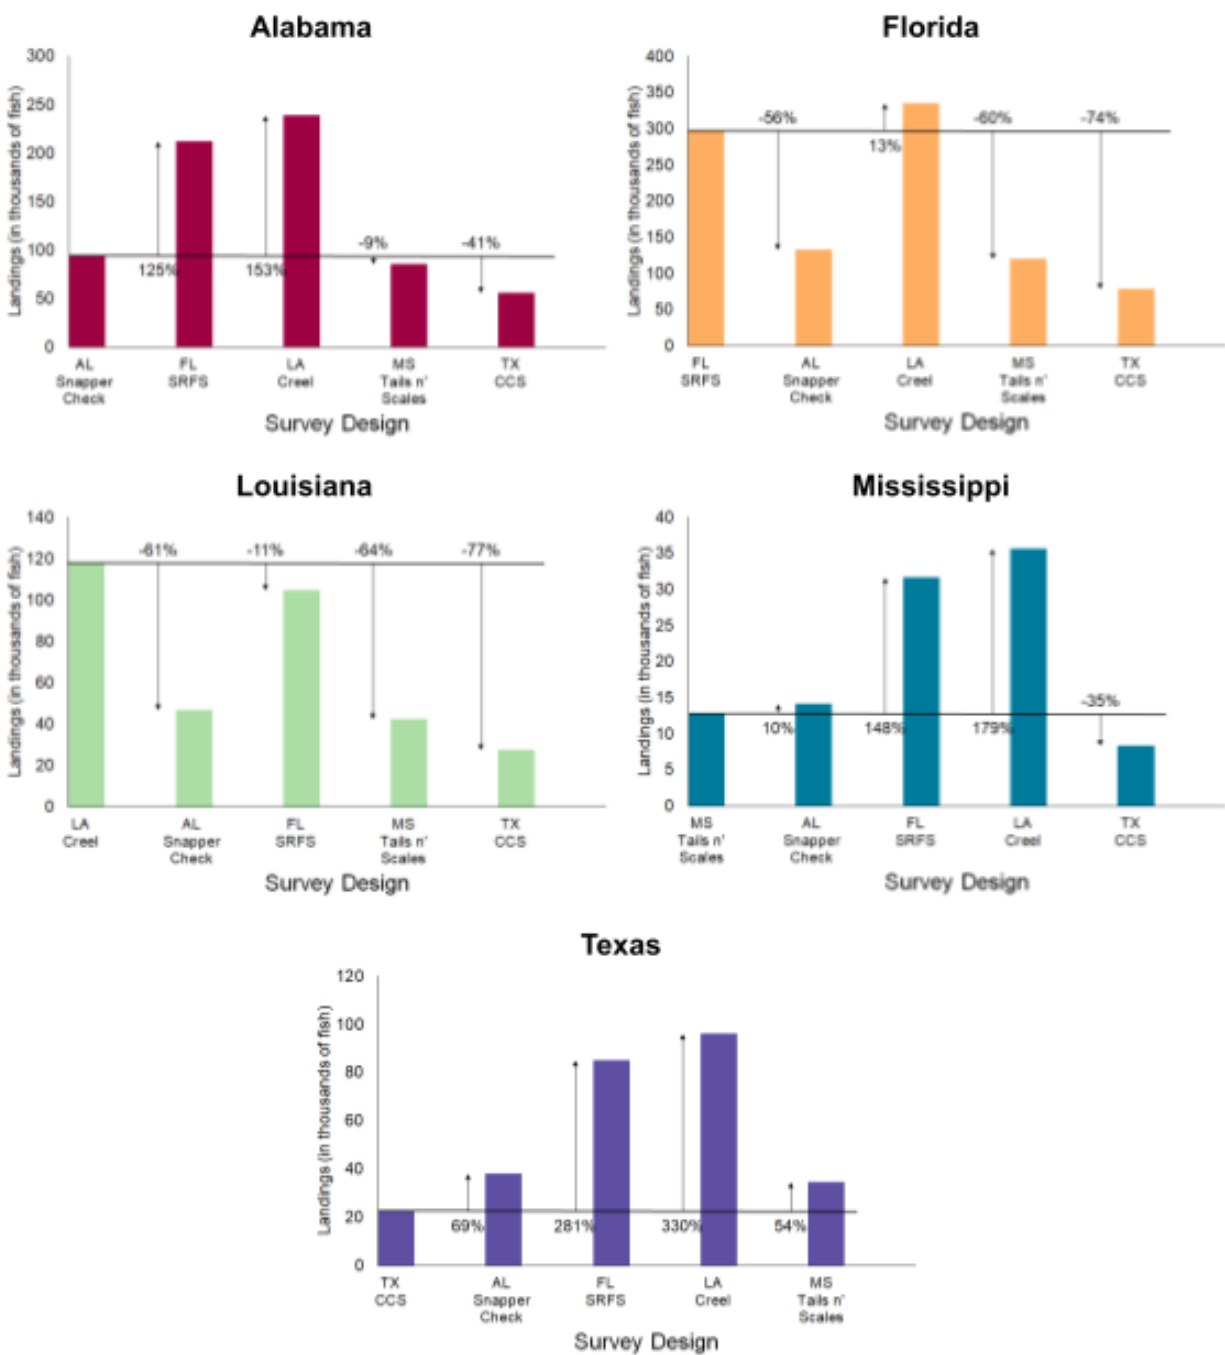 Alabama
Landings (in thousands of fish)
300
250
200
150
100
50
0
125%
153%
-9%
-41%
AL
Snapper
Check
FL
SRFS
LA
Creel
MS
Tails n'
Scales
TX
CCS
Survey Design
Florida
Landings (in thousands of fish)
400
350
300
250
200
150
100
50
0
-56%
13%
-60%
-74%
FL
SRFS
AL
Snapper
Check
LA
Creel
MS
Tails n'
Scales
TX
CCS
Survey Design
Louisiana
Landings (in thousands of fish)
140
120
100
80
60
40
20
0
-61%
-11%
-64%
-77%
LA
Creel
AL
Snapper
Check
FL
SRFS
MS
Tails n'
Scales
TX
CCS
Survey Design
Mississippi
Landings (in thousands of fish)
40
35
30
25
20
15
10
5
0
10%
148%
179%
-35%
MS
Tails n'
Scales
AL
Snapper
Check
FL
SRFS
LA
Creel
TX
CCS
Survey Design
Texas
Landings (in thousands of fish)
120
100
80
60
40
20
0
69%
281%
330%
54%
TX
CCS
AL
Snapper
Check
FL
SRFS
LA
Creel
MS
Tails n'
Scales
Survey Design